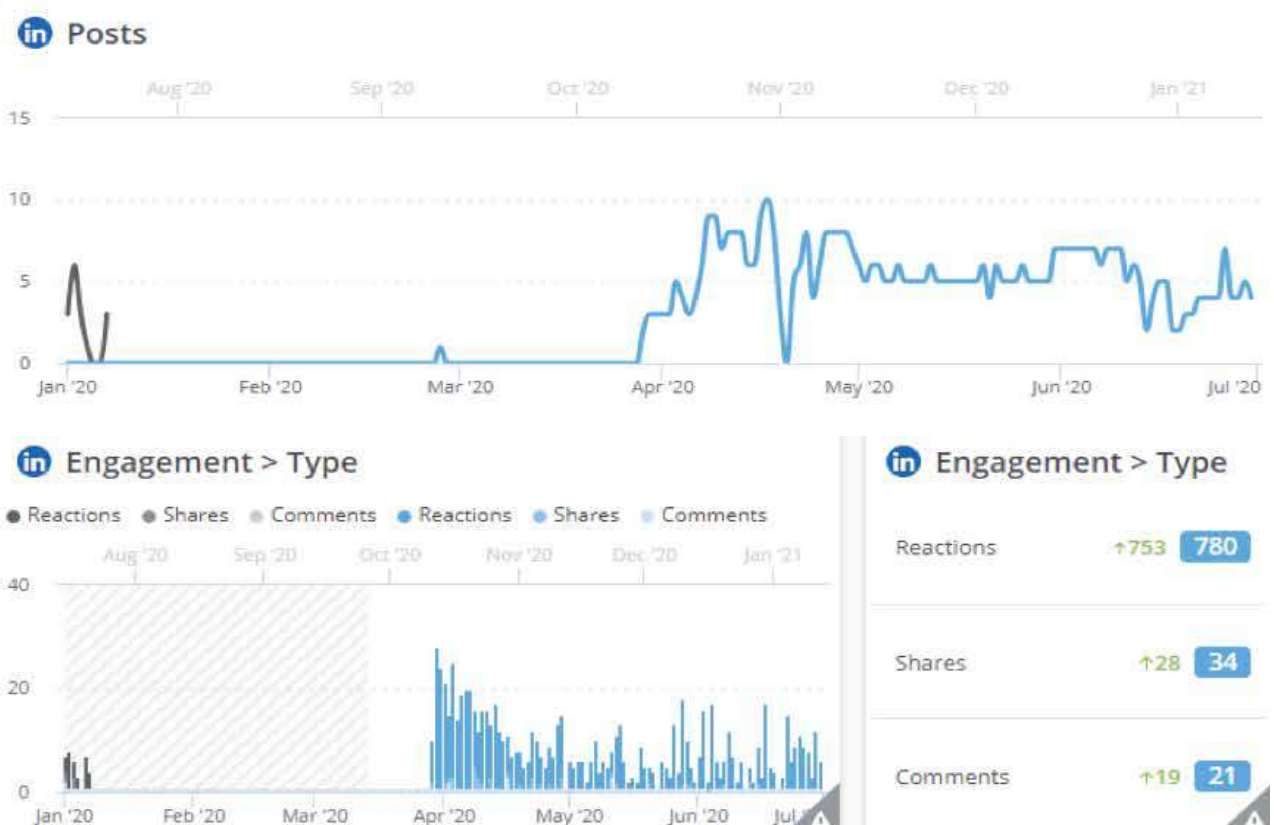 in Posts
Aug '20 Sep '20 Oct '20 Nov '20 Dec '20 Jan '21
15
10
5
0
Jan '20 Feb '20 Mar '20 Apr '20 May '20 Jun '20 Jul '20
in Engagement > Type
Reactions Shares Comments Reactions Shares Comments
Aug '20 Sep '20 Oct '20 Nov '20 Dec '20 Jan '21
40
20
0
Jan '20 Feb '20 Mar '20 Apr '20 May '20 Jun '20 Jul
in Engagement > Type
Reactions ↑753 780
Shares ↑28 34
Comments ↑19 21